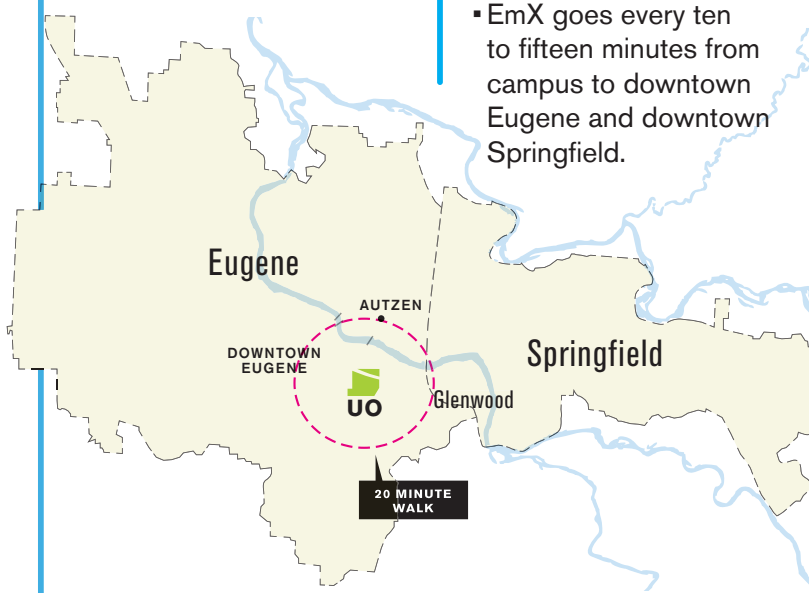 ▪ EmX goes every ten
to fifteen minutes from
campus to downtown
Eugene and downtown
Springfield.
Eugene
AUTZEN
DOWNTOWN
EUGENE
Springfield
Glenwood
UO
20 MINUTE
WALK